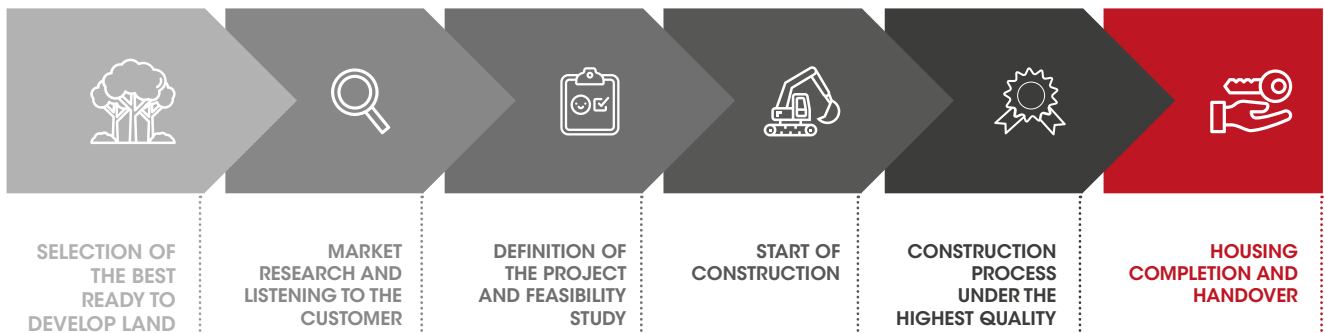 SELECTION OF
THE BEST
READY TO
DEVELOP LAND
MARKET
RESEARCH AND
LISTENING TO THE
CUSTOMER
DEFINITION OF
THE PROJECT
AND FEASIBILITY
STUDY
START OF
CONSTRUCTION
CONSTRUCTION
PROCESS
UNDER THE
HIGHEST QUALITY
HOUSING
COMPLETION AND
HANDOVER